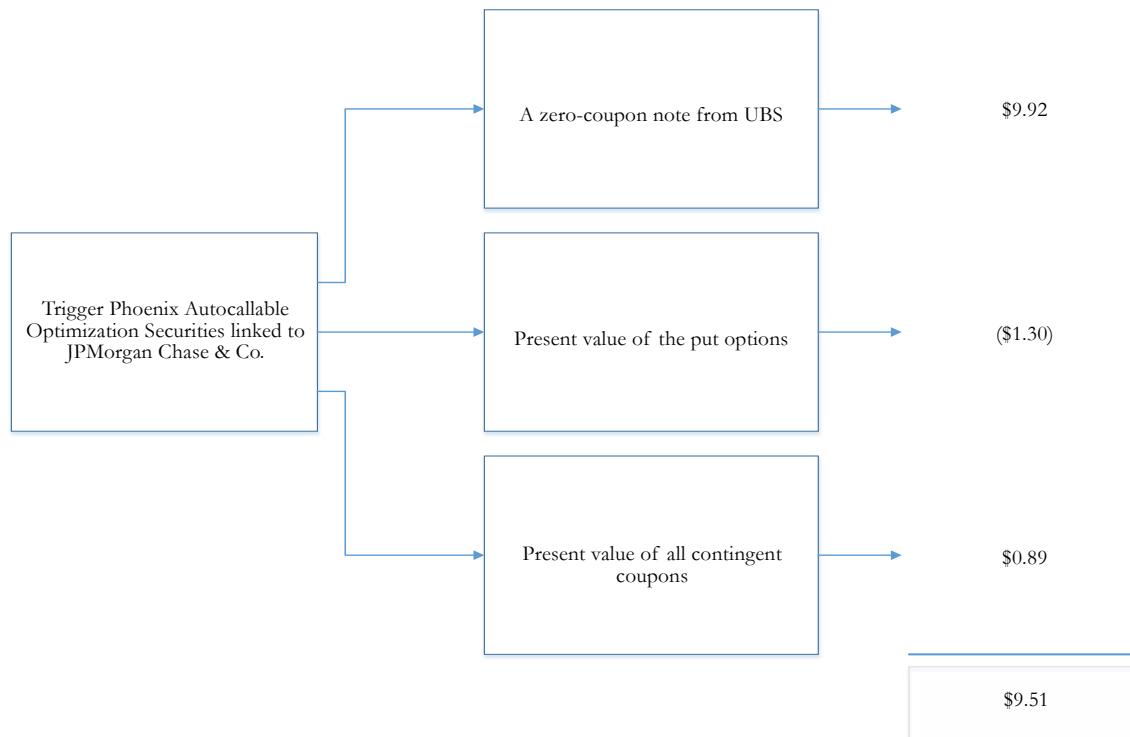 A zero-coupon note from UBS
$9.92
Trigger Phoenix Autocallable
Optimization Securities linked to
JPMorgan Chase & Co.
Present value of the put options
($1.30)
Present value of all contingent
coupons
$0.89
$9.51